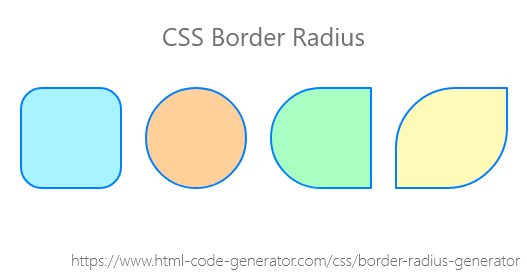 CSS Border Radius
https://www.html-code-generator.com/css/border-radius-generator